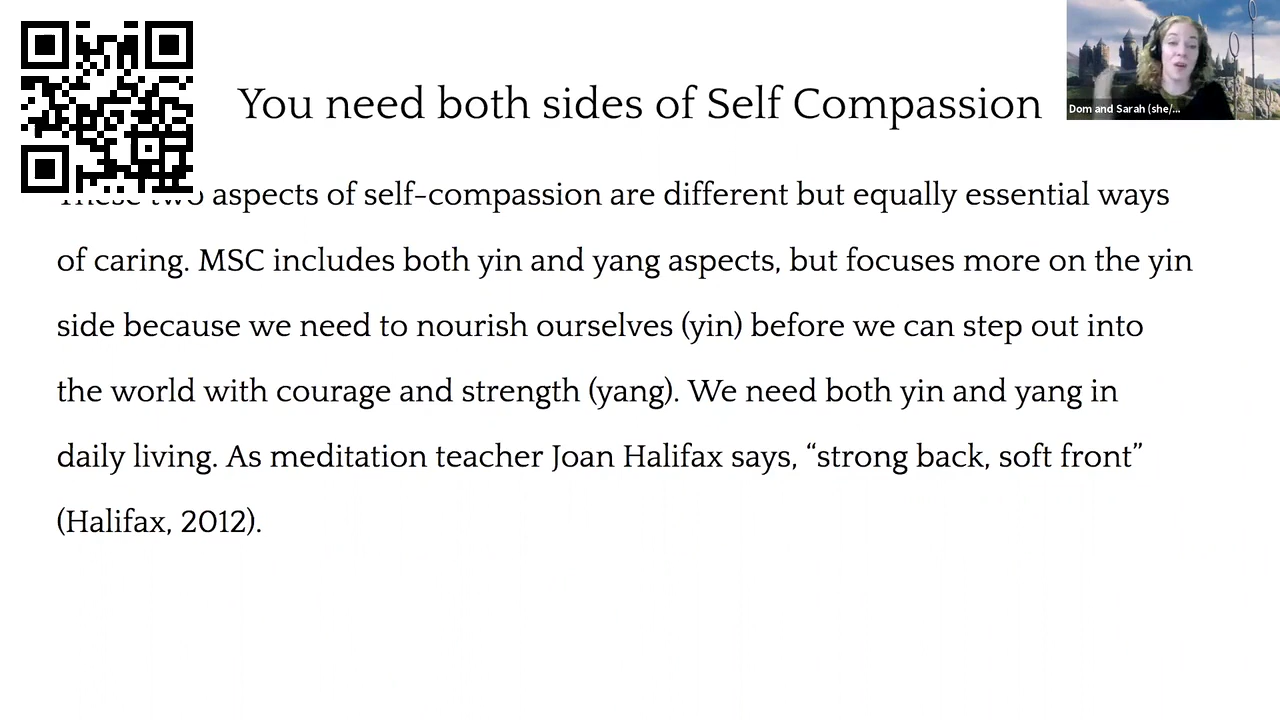 You need both sides of Self Compassion
Dom and Sarah (she/...
These two aspects of self-compassion are different but equally essential ways
of caring. MSC includes both yin and yang aspects, but focuses more on the yin
side because we need to nourish ourselves (yin) before we can step out into
the world with courage and strength (yang). We need both yin and yang in
daily living. As meditation teacher Joan Halifax says, “strong back, soft front”
(Halifax, 2012).